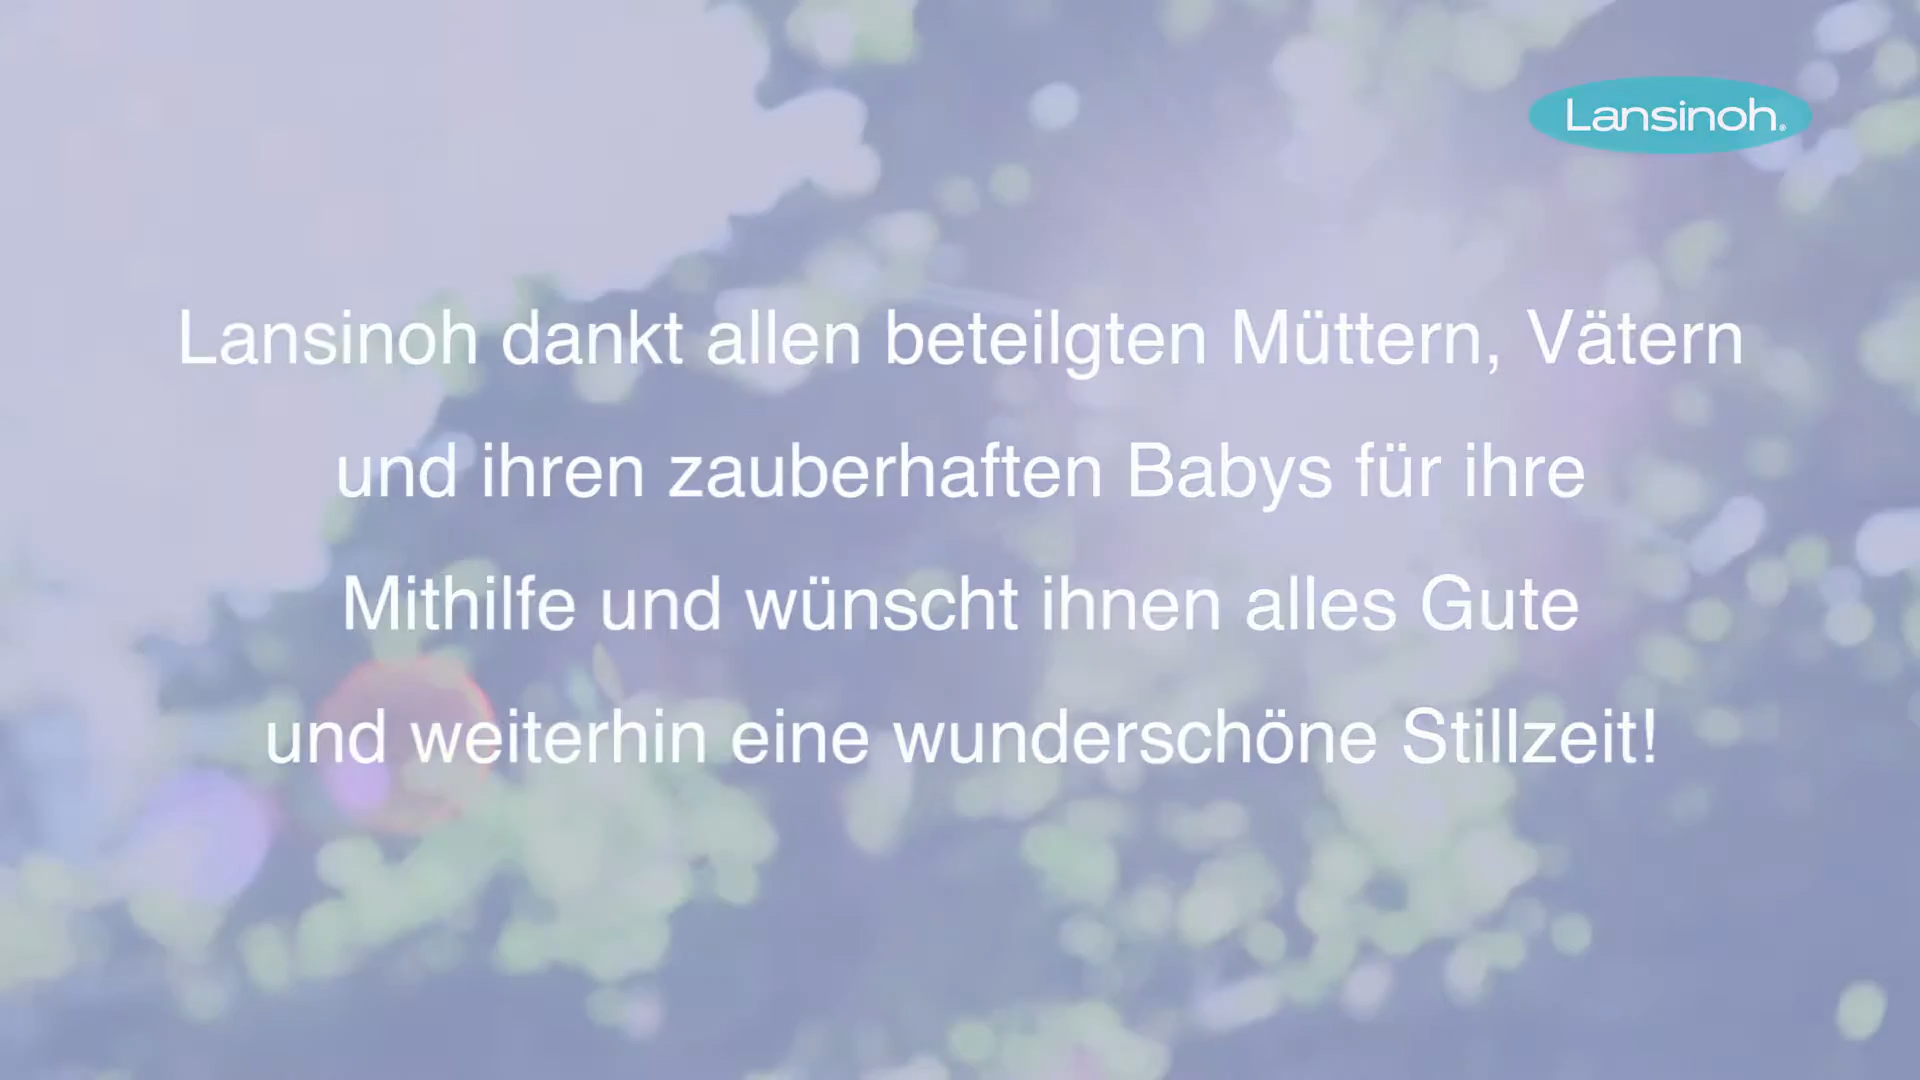 Lansinoh®
Lansinoh dankt allen beteilgten Müttern, Vätern
und ihren zauberhaften Babys für ihre
Mithilfe und wünscht ihnen alles Gute
und weiterhin eine wunderschöne Stillzeit!